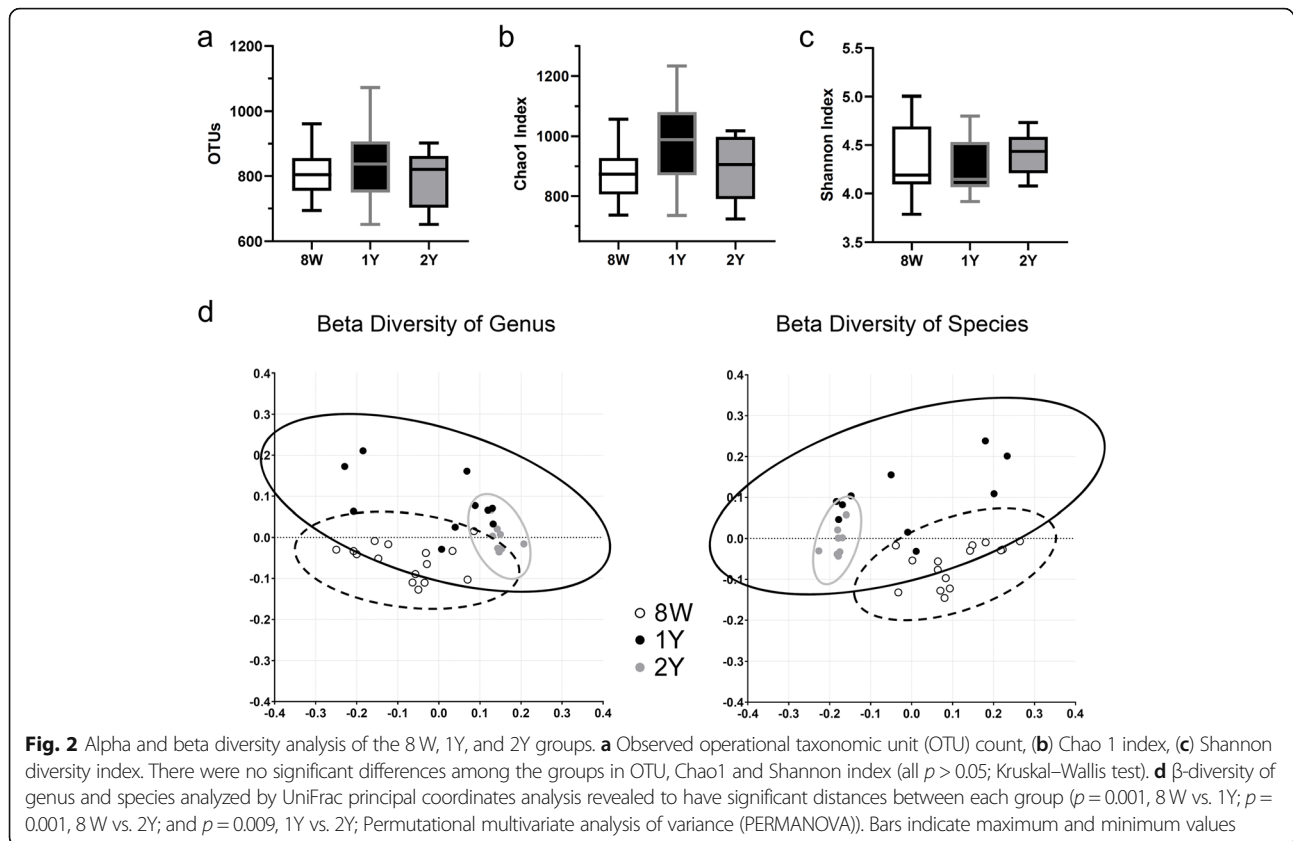 a
1200
1000
800
600
OTUs
8W 1Y 2Y
b
1200
1000
800
Chao1 Index
8W 1Y 2Y
c
5.5
5.0
4.5
4.0
3.5
Shannon Index
8W 1Y 2Y
d
Beta Diversity of Genus
0.4
0.3
0.2
0.1
0.0
-0.1
-0.2
-0.3
-0.4
-0.4 -0.3 -0.2 -0.1 0.0 0.1 0.2 0.3 0.4
8W
1Y
2Y
Beta Diversity of Species
0.4
0.3
0.2
0.1
0.0
-0.1
-0.2
-0.3
-0.4
-0.4 -0.3 -0.2 -0.1 0.0 0.1 0.2 0.3 0.4
Fig. 2 Alpha and beta diversity analysis of the 8 W, 1Y, and 2Y groups. a Observed operational taxonomic unit (OTU) count, (b) Chao 1 index, (c) Shannon
diversity index. There were no significant differences among the groups in OTU, Chao1 and Shannon index (all p > 0.05; Kruskal–Wallis test). d β-diversity of
genus and species analyzed by UniFrac principal coordinates analysis revealed to have significant distances between each group (p = 0.001, 8 W vs. 1Y; p =
0.001, 8 W vs. 2Y; and p = 0.009, 1Y vs. 2Y; Permutational multivariate analysis of variance (PERMANOVA)). Bars indicate maximum and minimum values